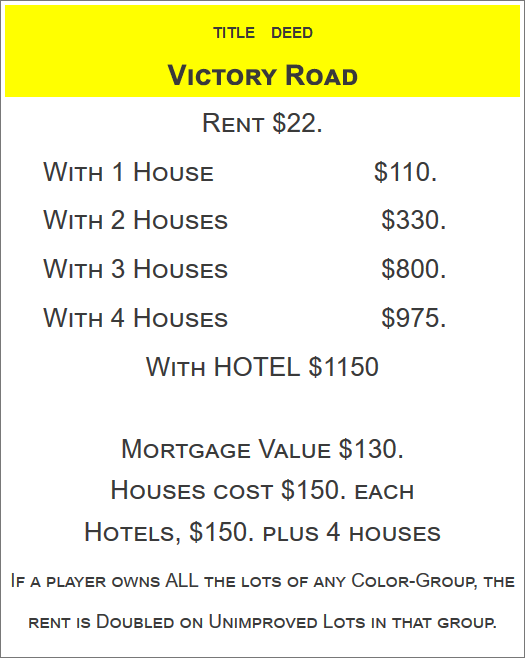 TITLE DEED
VICTORY ROAD
RENT $22.
WITH 1 HOUSE $110.
WITH 2 HOUSES $330.
WITH 3 HOUSES $800.
WITH 4 HOUSES $975.
WITH HOTEL $1150
MORTGAGE VALUE $130.
HOUSES COST $150. EACH
HOTELS, $150. PLUS 4 HOUSES
IF A PLAYER OWNS ALL THE LOTS OF ANY COLOR-GROUP, THE
RENT IS DOUBLED ON UNIMPROVED LOTS IN THAT GROUP.